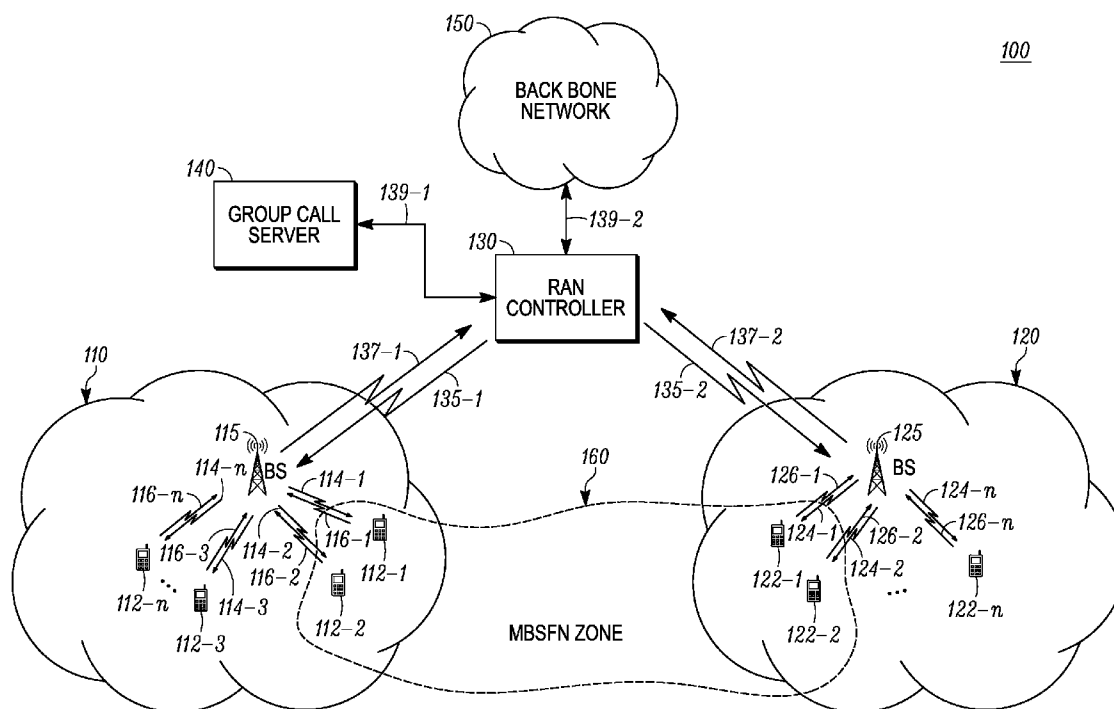 150
100
BACK BONE
NETWORK
140
139-1
GROUP CALL
SERVER
139-2
130
RAN
CONTROLLER
110
137-1
135-1
137-2
135-2
120
115
BS
114-n
116-n
114-1
116-1
116-3
114-2
116-2
112-1
112-n
114-3
112-3
112-2
160
MBSFN ZONE
125
BS
126-1
124-1
124-n
126-n
126-2
124-2
122-1
122-2
122-n